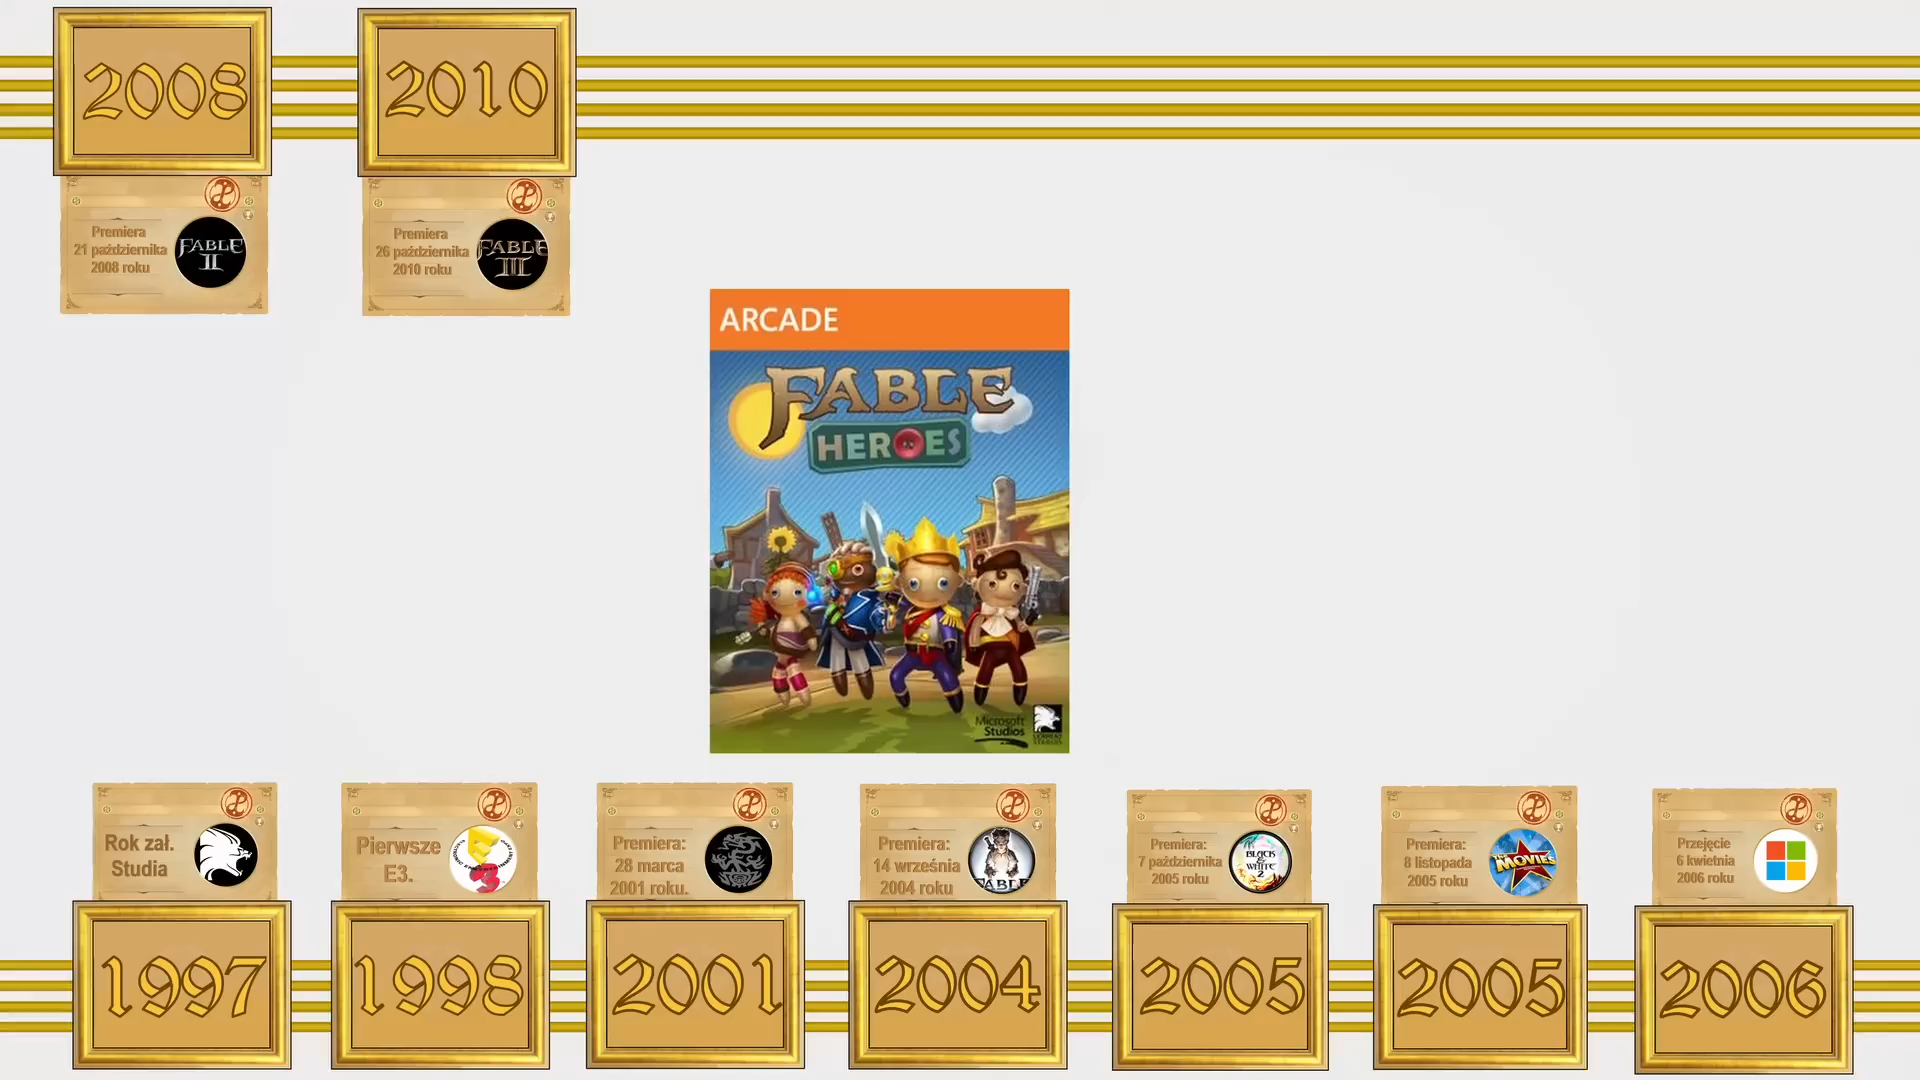 2008
2010
Premiera
21 października
2008 roku
FABLE
II
Premiera
26 października
2010 roku
FABLE
III
ARCADE
FABLE
HEROES
Microsoft
Studios
Rok zał.
Studia
Pierwsze
E3.
E3
Premiera:
28 marca
2001 roku.
Premiera:
14 września
2004 roku
FABLE
Premiera:
7 października
2005 roku
BLACK
&
WHITE
2
Premiera:
8 listopada
2005 roku
MOVIES
Przejęcie
6 kwietnia
2006 roku
1997
1998
2001
2004
2005
2005
2006